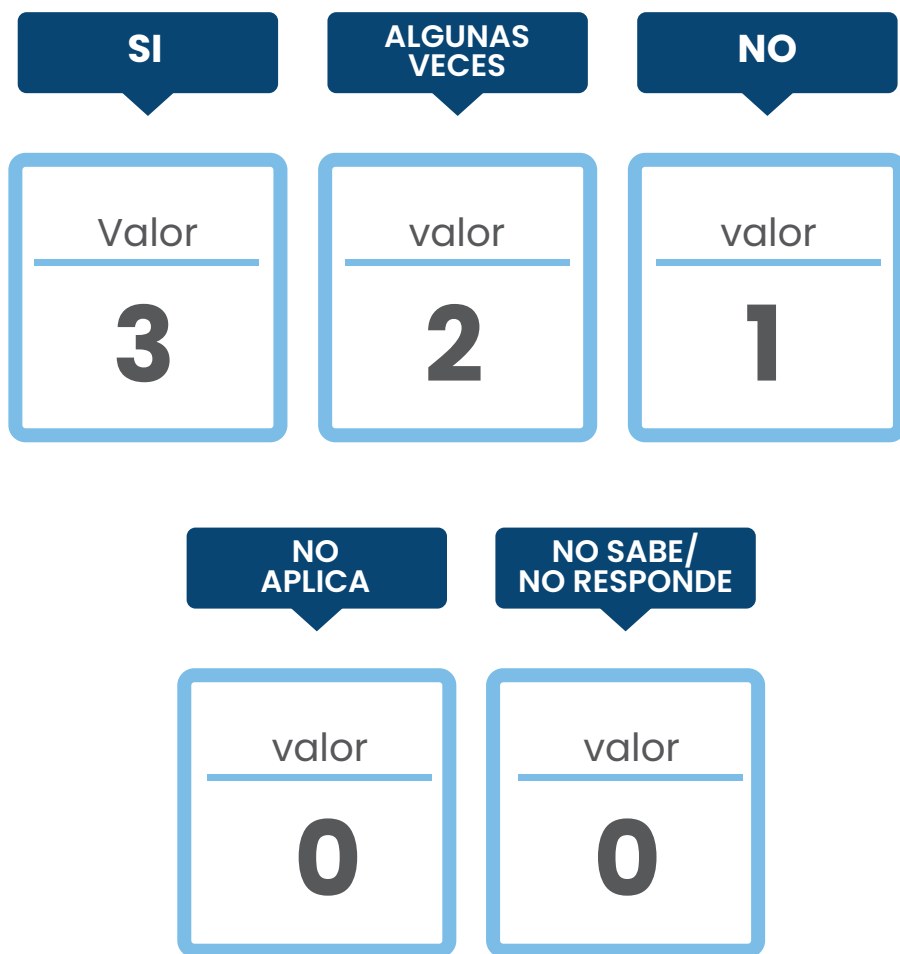 SI
ALGUNAS
VECES
NO
Valor
valor
valor
3
2
1
NO
APLICA
NO SABE/
NO RESPONDE
valor
valor
0
0